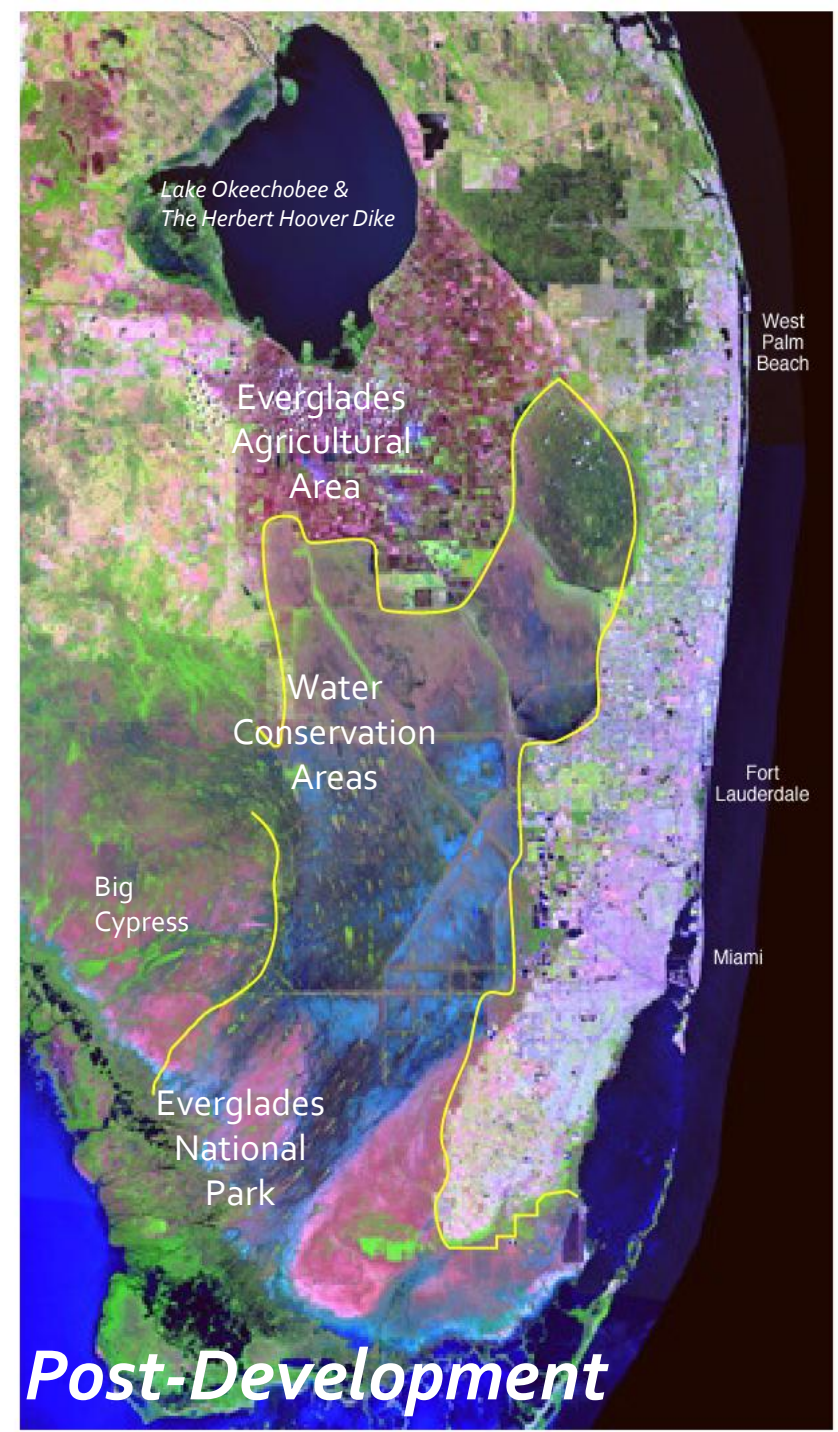 Lake Okeechobee &
The Herbert Hoover Dike
West
Palm
Beach
Everglades
Agricultural
Area
Water
Conservation
Areas
Fort
Lauderdale
Big
Cypress
Miami
Everglades
National
Park
Post-Development